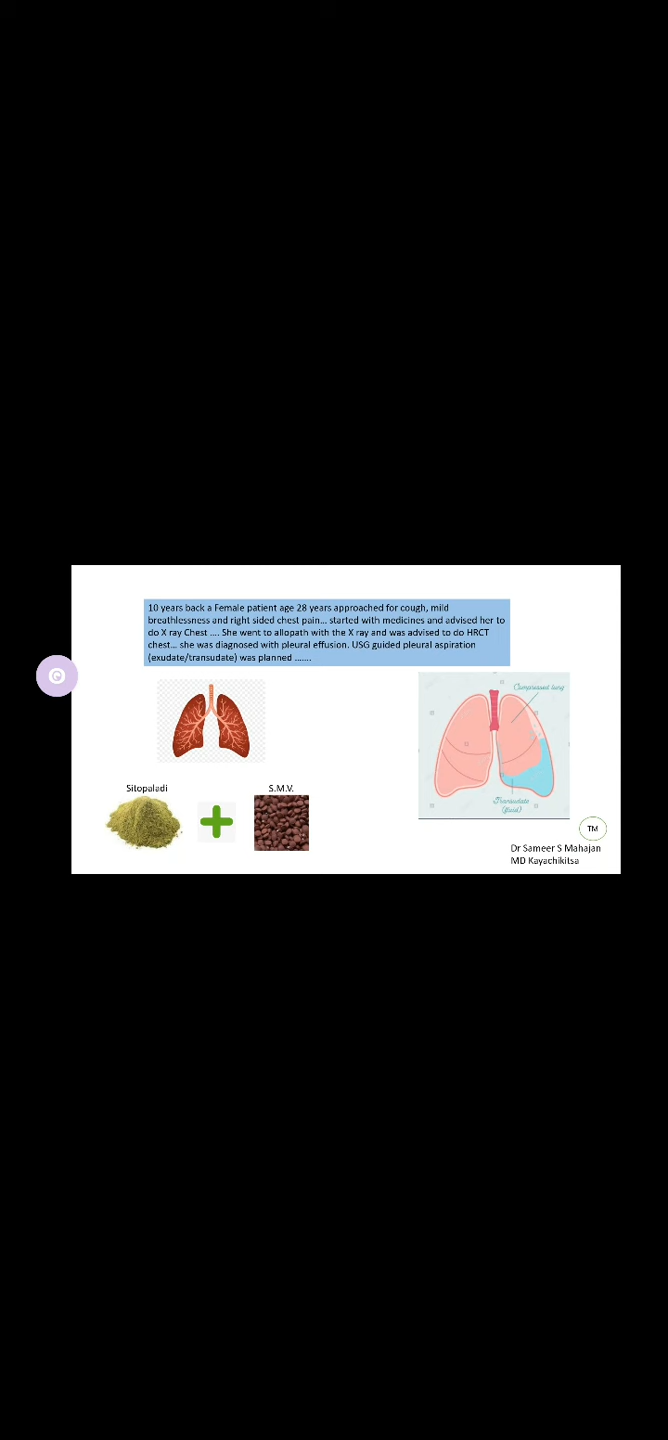 10 years back a Female patient age 28 years approached for cough, mild
breathlessness and right sided chest pain... started with medicines and advised her to
do X ray Chest .... She went to allopath with the X ray and was advised to do HRCT
chest... she was diagnosed with pleural effusion. USG guided pleural aspiration
(exudate/transudate) was planned .......
Compressed lung
Transudate
(fluid)
Sitopaladi
S.M.V.
TM
Dr Sameer S Mahajan
MD Kayachikitsa